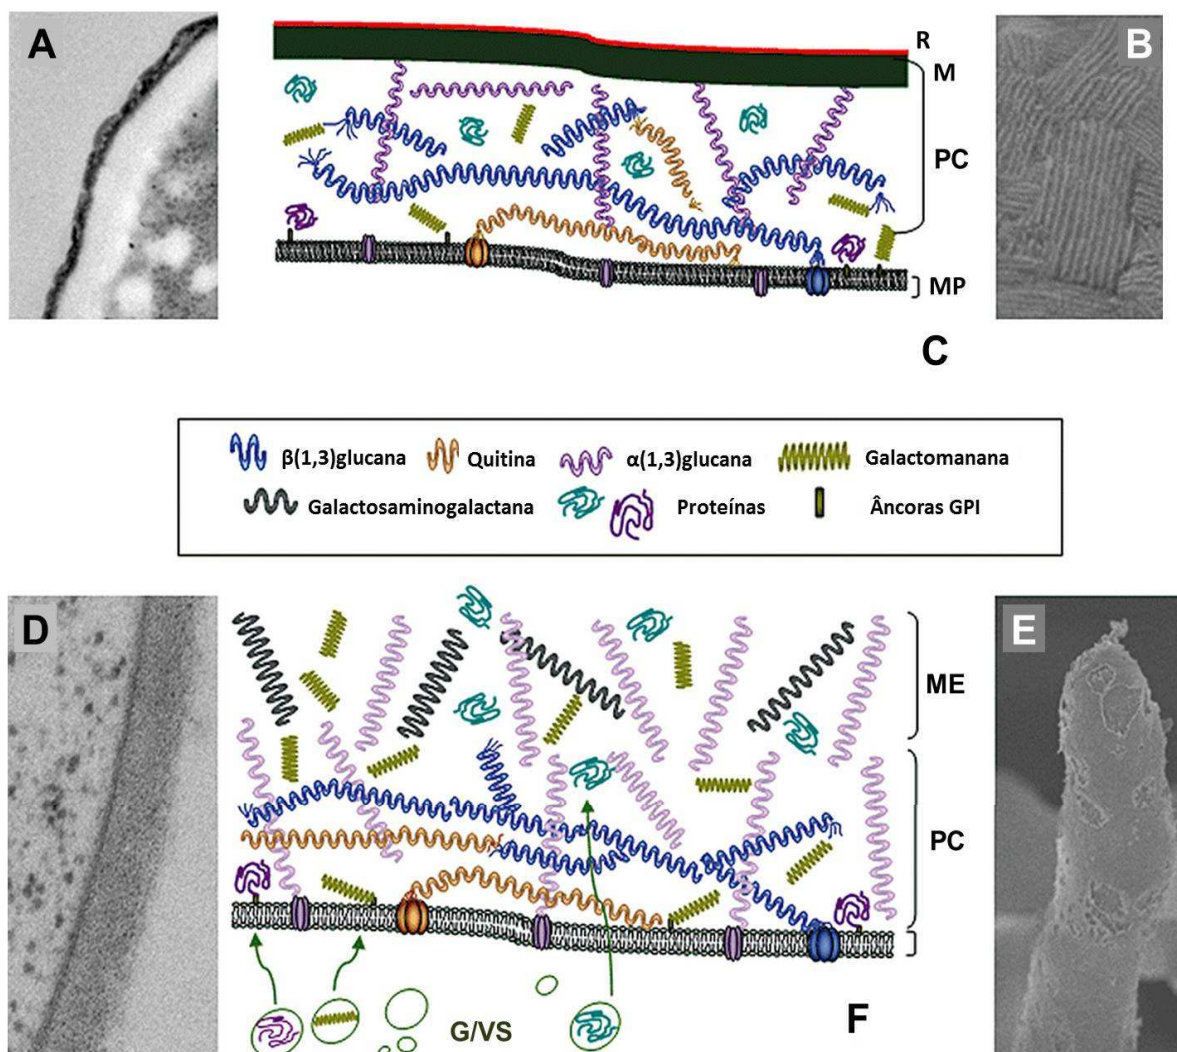 A
R
B
M
PC
MP
C
β(1,3)glucana Quitina α(1,3)glucana Galactomanana
Galactosaminogalactana Proteínas Âncoras GPI
D
E
ME
PC
G/VS
F